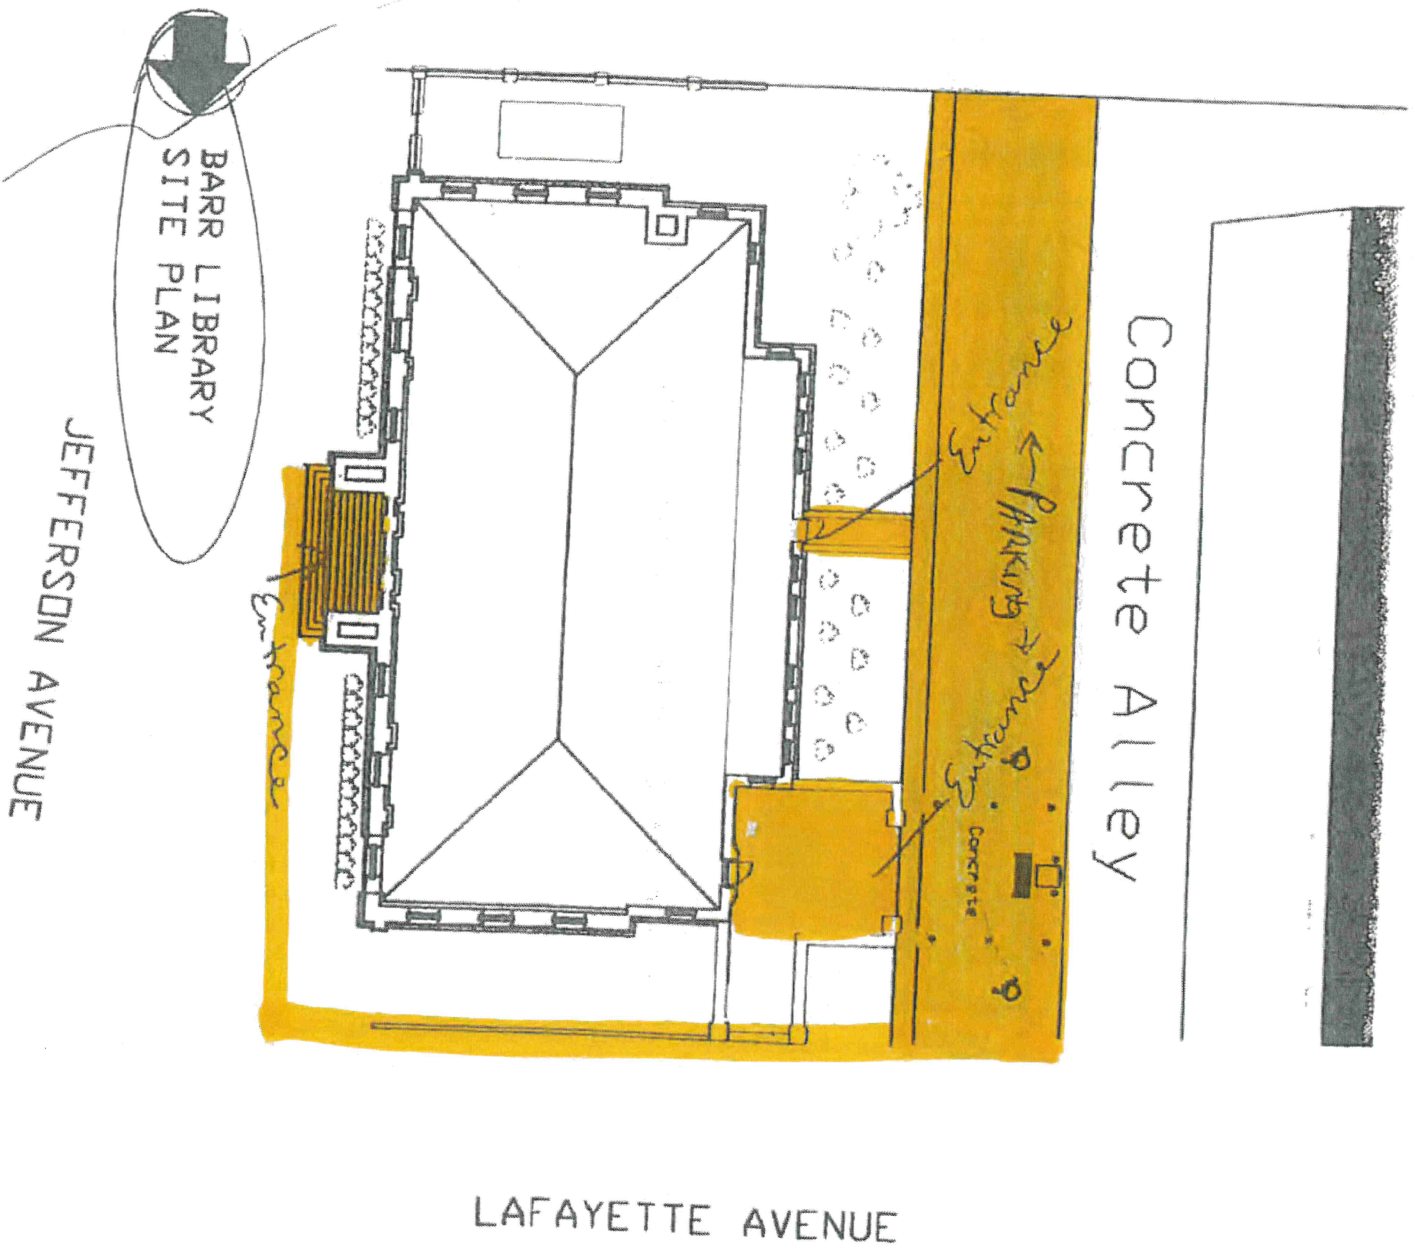 BARR LIBRARY
SITE PLAN
JEFFERSON AVENUE
Entrance
Entrance
← PARKING →
Entrance
Concrete
Concrete Alley
LAFAYETTE AVENUE